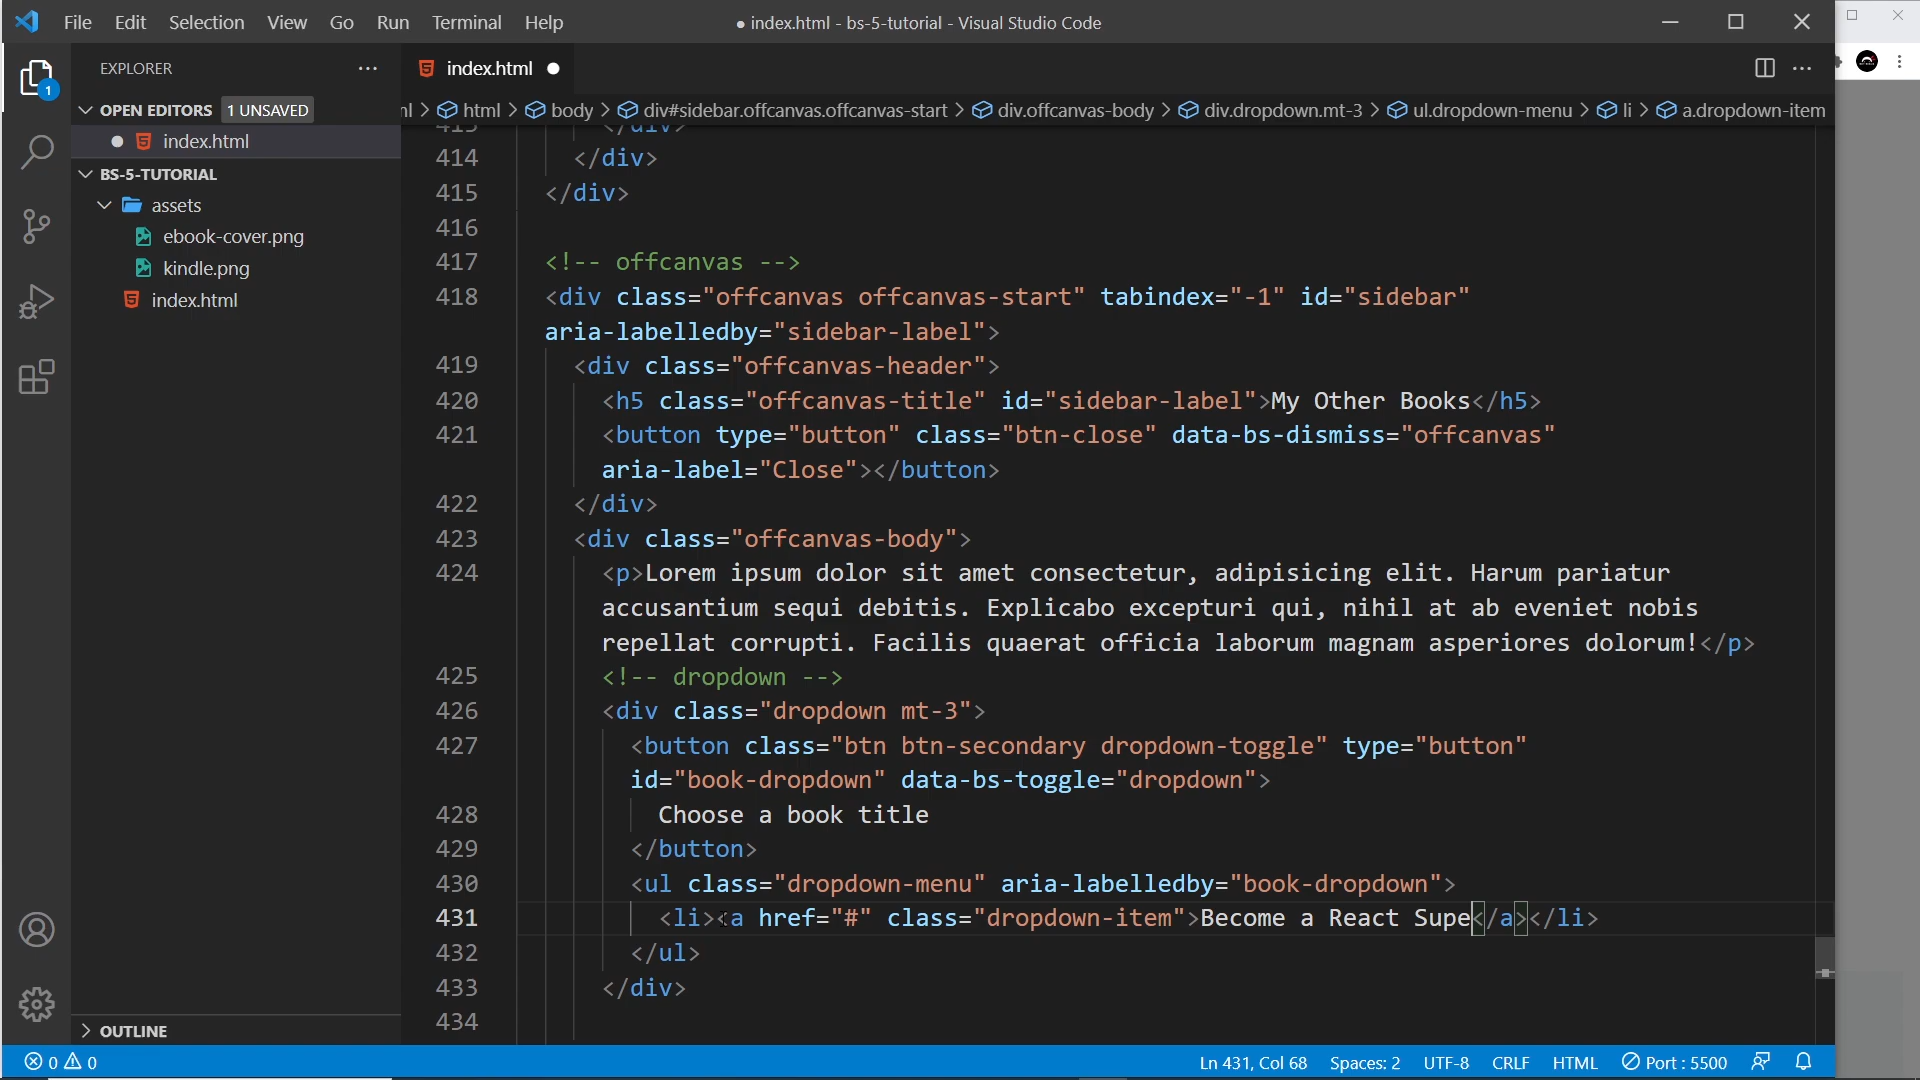 File Edit Selection View Go Run Terminal Help
● index.html - bs-5-tutorial - Visual Studio Code
EXPLORER
index.html
OPEN EDITORS 1 UNSAVED
index.html
BS-5-TUTORIAL
assets
ebook-cover.png
kindle.png
index.html
OUTLINE
1
html > body > div#sidebar.offcanvas.offcanvas-start > div.offcanvas-body > div.dropdown.mt-3 > ul.dropdown-menu > li > a.dropdown-item
413 </div>
414 </div>
415 </div>
416
417 <!-- offcanvas -->
418 <div class="offcanvas offcanvas-start" tabindex="-1" id="sidebar"
aria-labelledby="sidebar-label">
419 <div class="offcanvas-header">
420 <h5 class="offcanvas-title" id="sidebar-label">My Other Books</h5>
421 <button type="button" class="btn-close" data-bs-dismiss="offcanvas"
aria-label="Close"></button>
422 </div>
423 <div class="offcanvas-body">
424 <p>Lorem ipsum dolor sit amet consectetur, adipisicing elit. Harum pariatur
accusantium sequi debitis. Explicabo excepturi qui, nihil at ab eveniet nobis
repellat corrupti. Facilis quaerat officia laborum magnam asperiores dolorum!</p>
425 <!-- dropdown -->
426 <div class="dropdown mt-3">
427 <button class="btn btn-secondary dropdown-toggle" type="button"
id="book-dropdown" data-bs-toggle="dropdown">
428 Choose a book title
429 </button>
430 <ul class="dropdown-menu" aria-labelledby="book-dropdown">
431 <li><a href="#" class="dropdown-item">Become a React Supe</a></li>
432 </ul>
433 </div>
434
0 0
Ln 431, Col 68 Spaces: 2 UTF-8 CRLF HTML Port : 5500